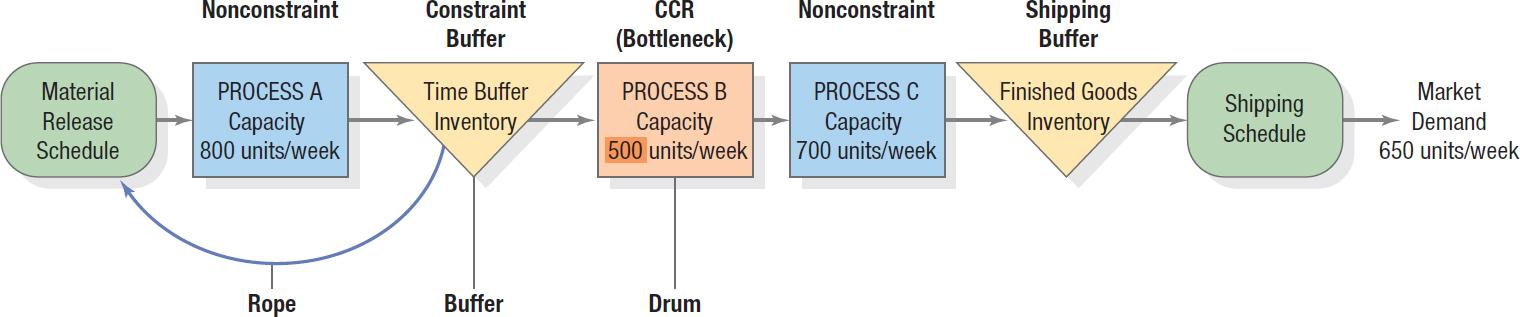 Nonconstraint
Constraint
Buffer
CCR
(Bottleneck)
Nonconstraint
Shipping
Buffer
Material
Release
Schedule
PROCESS A
Capacity
800 units/week
Time Buffer
Inventory
PROCESS B
Capacity
500 units/week
PROCESS C
Capacity
700 units/week
Finished Goods
Inventory
Shipping
Schedule
Market
Demand
650 units/week
Rope
Buffer
Drum